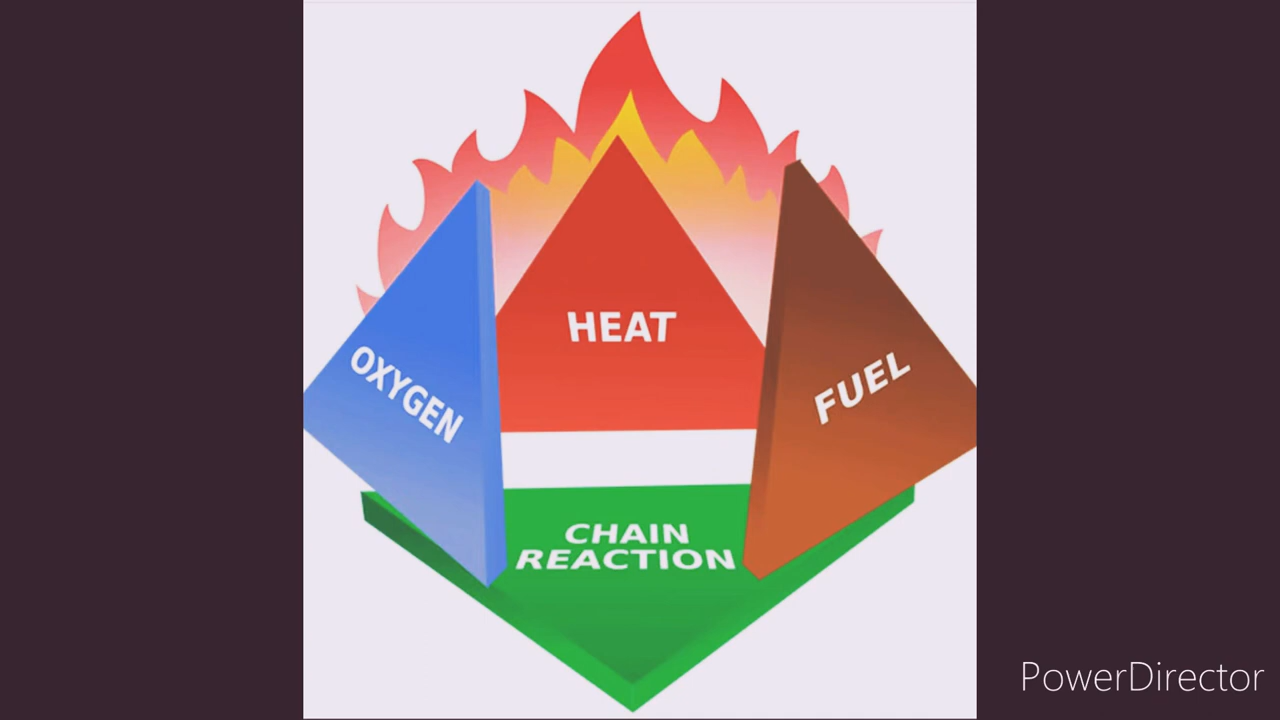 HEAT
OXYGEN
FUEL
CHAIN
REACTION
PowerDirector